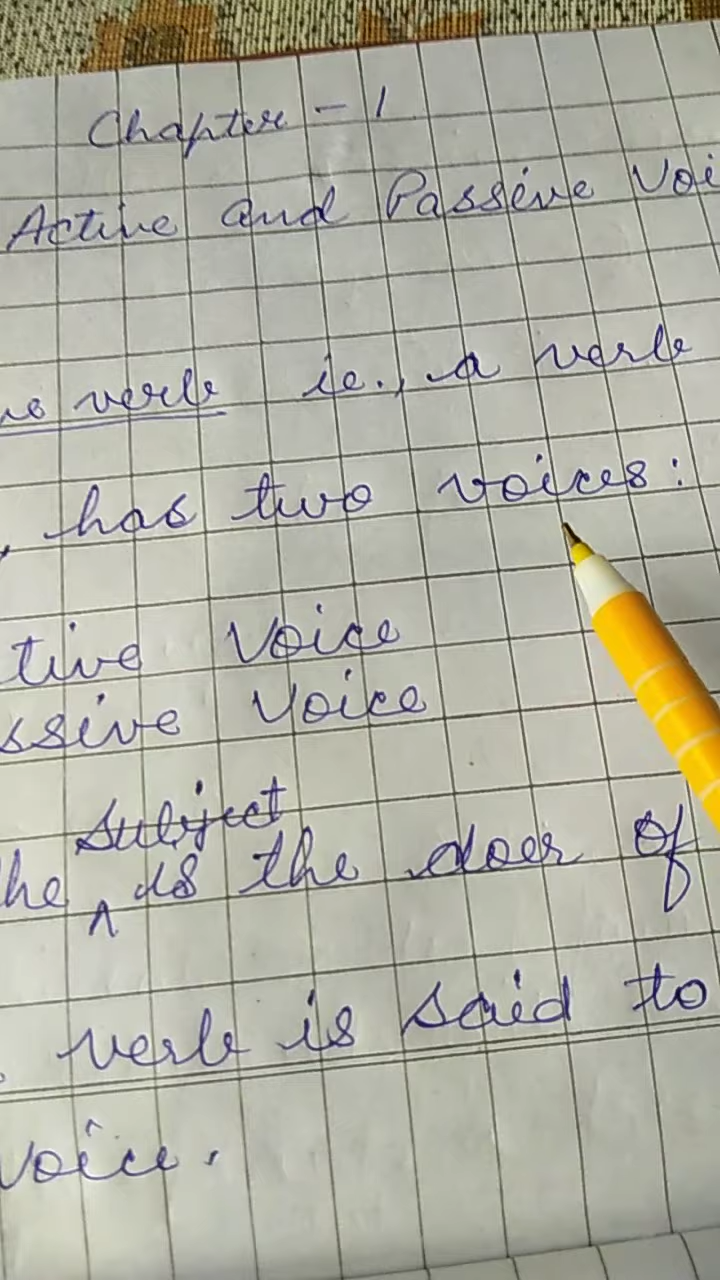 Chapter - 1
Active and Passive Voi
verb ie., a verb
has two voices:
tive Voice
ssive Voice
Subject
he ^ is the doer of
verb is said to
voice.